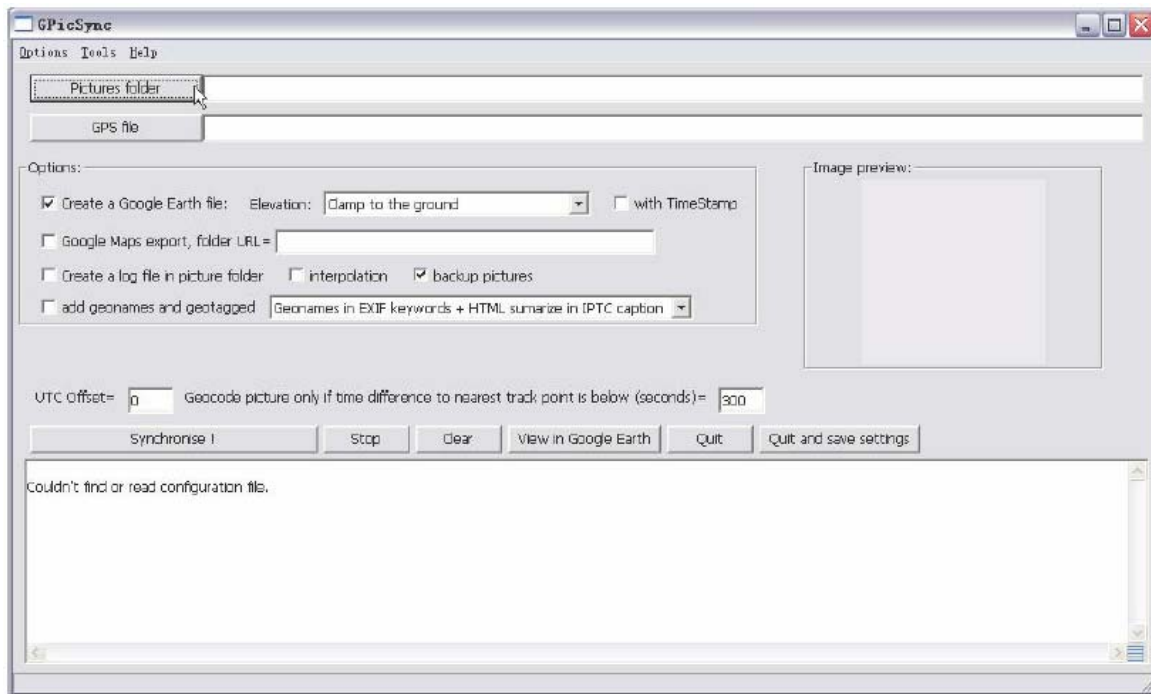 GPicSync
Options Tools Help
Pictures folder
GPS file
Options:
Image preview:
Create a Google Earth file: Elevation: Clamp to the ground with TimeStamp
Google Maps export, folder URL=
Create a log file in picture folder interpolation backup pictures
add geonames and geotagged Geonames in EXIF keywords + HTML sumarize in IPTC caption
UTC Offset= 0 Geocode picture only if time difference to nearest track point is below (seconds)= 300
Synchronise ! Stop Clear View in Google Earth Quit Quit and save settings
Couldn't find or read configuration file.